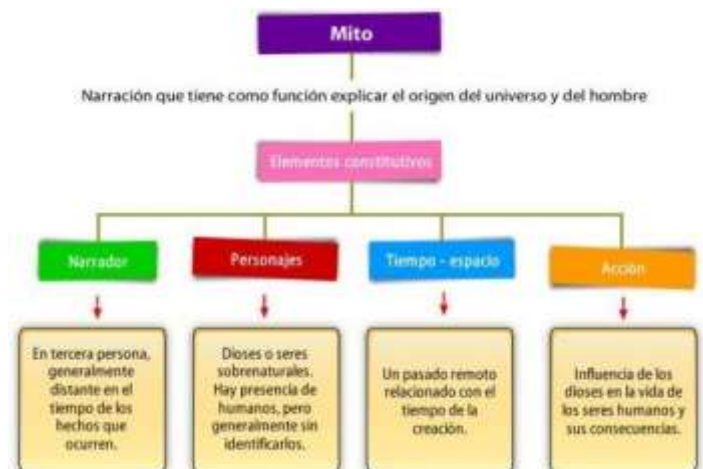 Mito
Narración que tiene como función explicar el origen del universo y del hombre
Elementos constitutivos
Narrador
Personajes
Tiempo - espacio
Acción
En tercera persona,
generalmente
distante en el
tiempo de los
hechos que
ocurren.
Dioses o seres
sobrenaturales.
Hay presencia de
humanos, pero
generalmente sin
identificarlos.
Un pasado remoto
relacionado con el
tiempo de la
creación.
Influencia de los
dioses en la vida de
los seres humanos y
sus consecuencias.